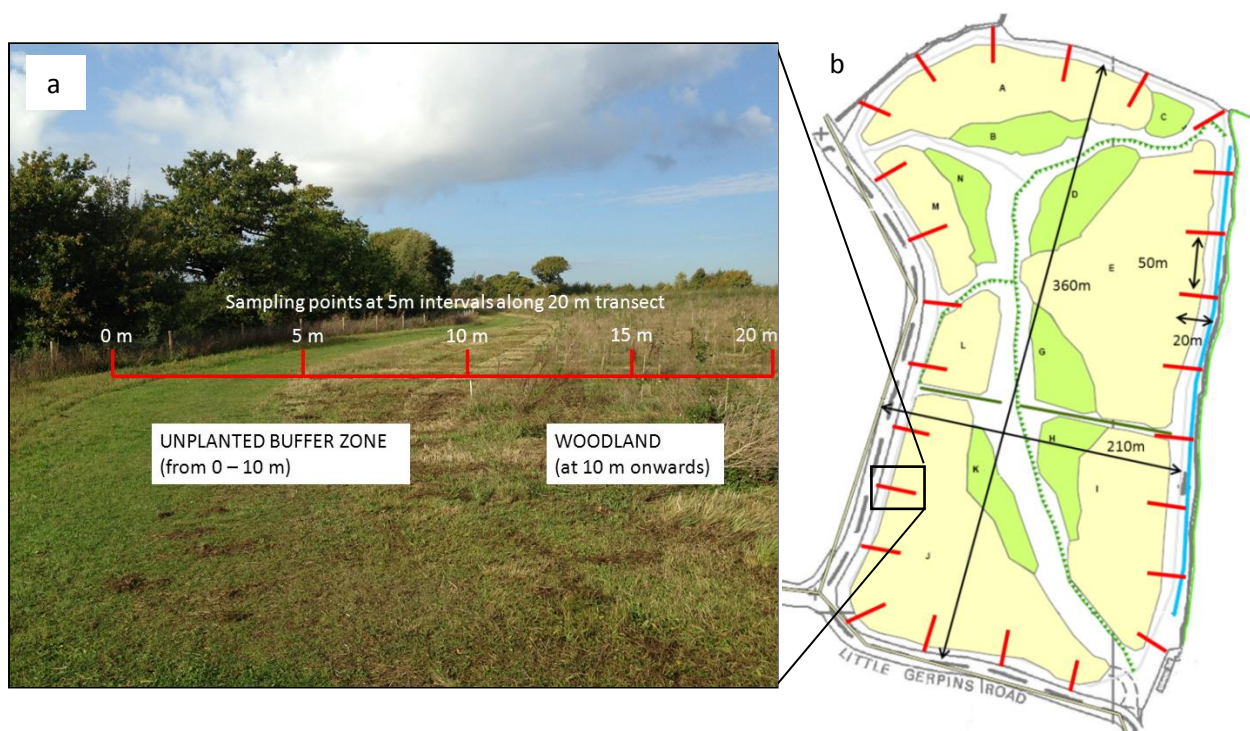 a
Sampling points at 5m intervals along 20 m transect
0 m
5 m
10 m
15 m
20 m
UNPLANTED BUFFER ZONE
(from 0 – 10 m)
WOODLAND
(at 10 m onwards)
b
A
B
C
N
D
M
E
50m
360m
20m
L
G
H
210m
K
I
J
LITTLE GERPINS ROAD